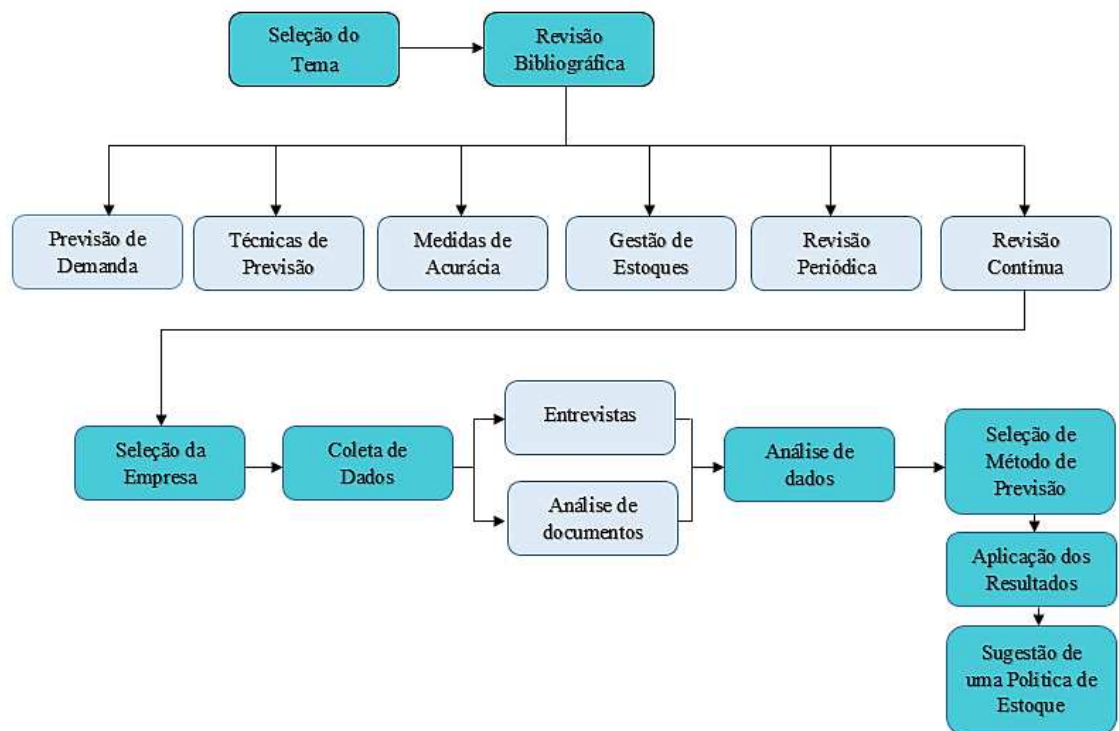 Seleção do
Tema
Revisão
Bibliográfica
Previsão de
Demanda
Técnicas de
Previsão
Medidas de
Acurácia
Gestão de
Estoques
Revisão
Periódica
Revisão
Contínua
Seleção da
Empresa
Coleta de
Dados
Entrevistas
Análise de
documentos
Análise de
dados
Seleção de
Método de
Previsão
Aplicação dos
Resultados
Sugestão de
uma Política de
Estoque